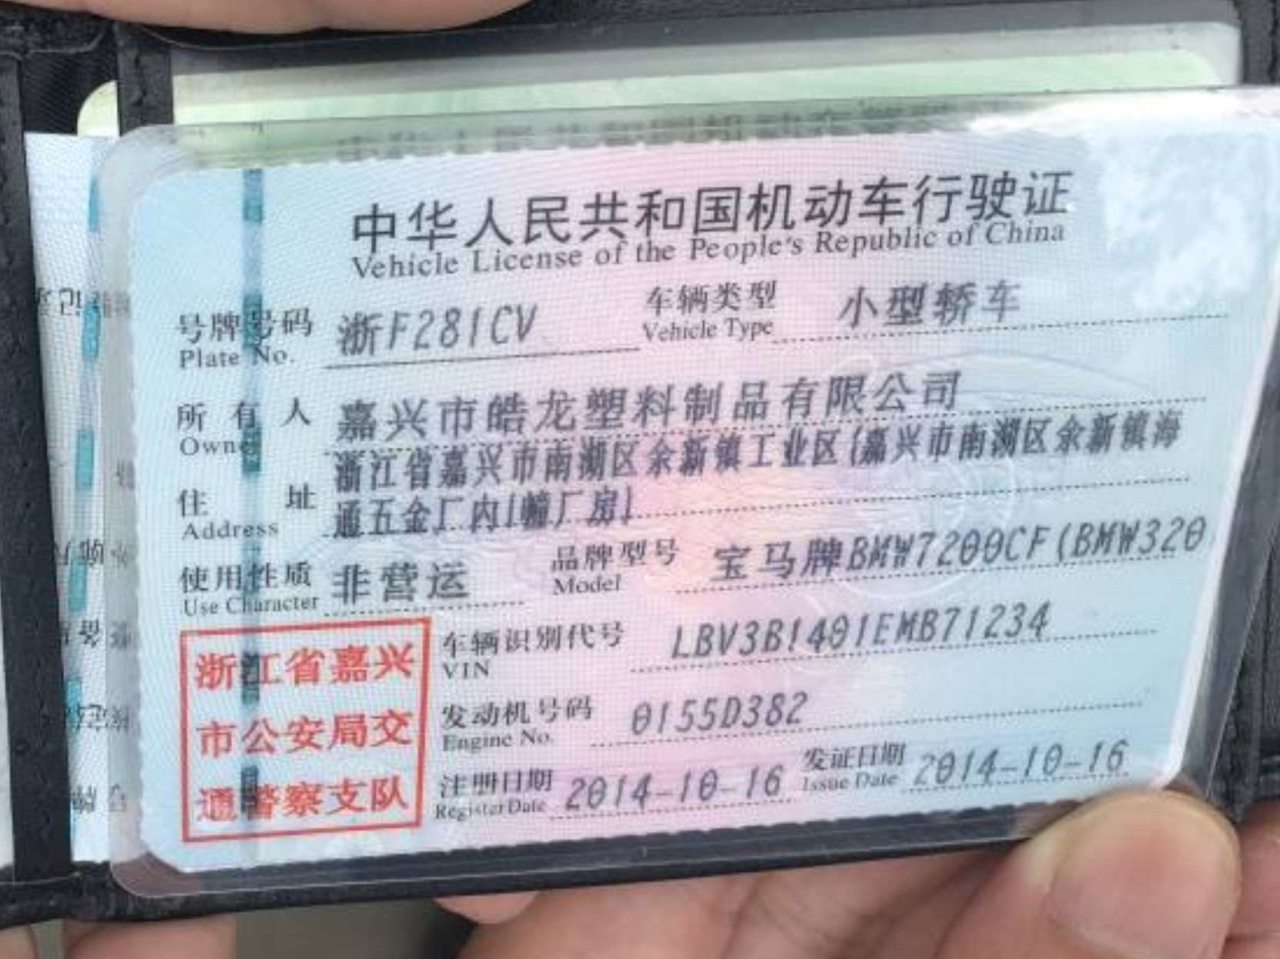 中华人民共和国机动车行驶证
Vehicle License of the People's Republic of China
号牌号码 浙F281CV 车辆类型 小型轿车
Plate No. Vehicle Type
所有人 嘉兴市皓龙塑料制品有限公司
Owner
住址 浙江省嘉兴市南湖区余新镇工业区(嘉兴市南湖区余新镇海
Address 通五金厂内1幢厂房)
使用性质 非营运 品牌型号 宝马牌BMW7200CF(BMW320
Use Character Model
车辆识别代号 LBV3B1401EMB71234
VIN
发动机号码 0155D382
Engine No.
注册日期 2014-10-16 发证日期 2014-10-16
Register Date Issue Date
浙江省嘉兴
市公安局交
通警察支队